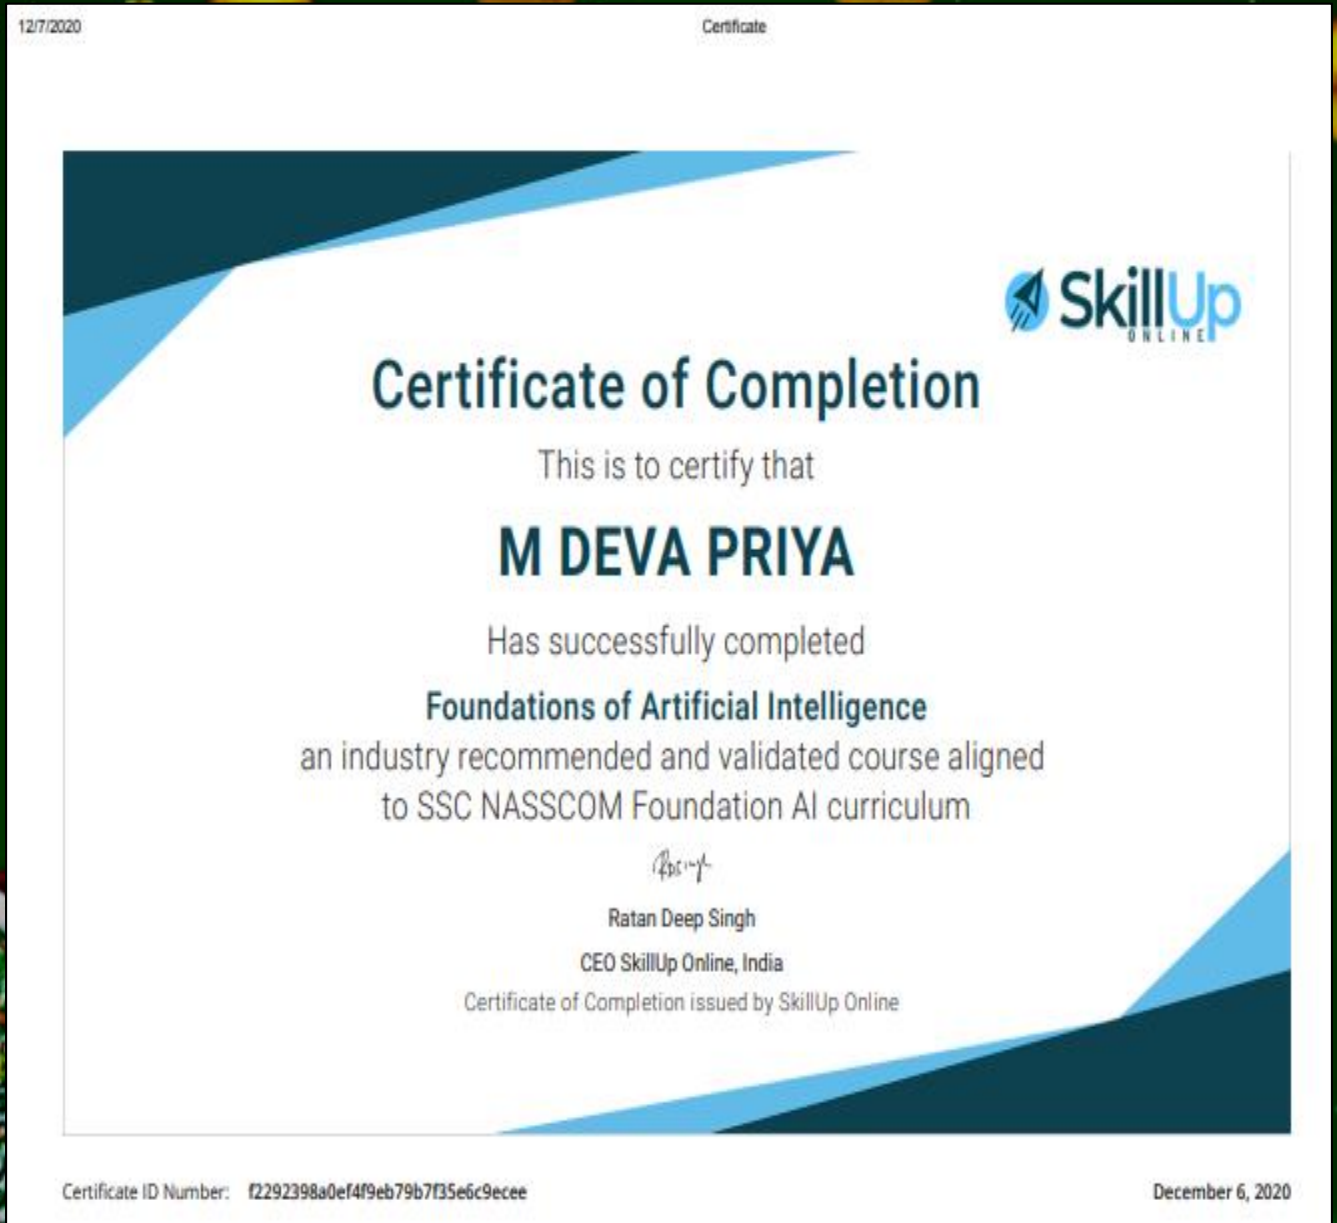 12/7/2020
Certificate
SkillUp
ONLINE
Certificate of Completion
This is to certify that
M DEVA PRIYA
Has successfully completed
Foundations of Artificial Intelligence
an industry recommended and validated course aligned
to SSC NASSCOM Foundation AI curriculum
Ratan Deep Singh
CEO SkillUp Online, India
Certificate of Completion issued by SkillUp Online
Certificate ID Number: f2292398a0ef4f9eb79b7f35e6c9ecee
December 6, 2020